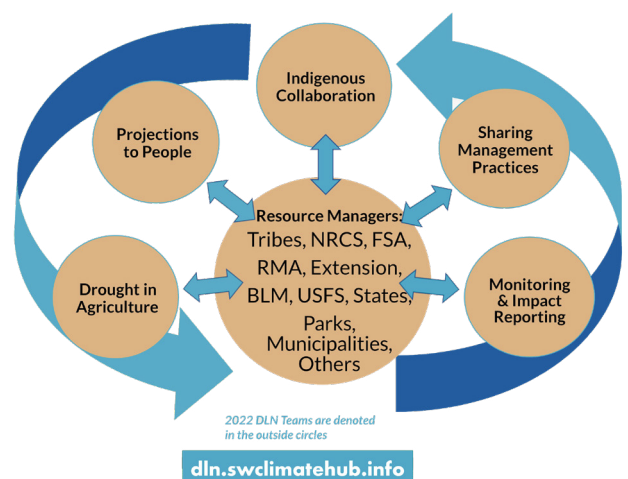 Indigenous
Collaboration
Projections
to People
Sharing
Management
Practices
Resource Managers:
Tribes, NRCS, FSA,
RMA, Extension,
BLM, USFS, States,
Parks,
Municipalities,
Others
Drought in
Agriculture
Monitoring
& Impact
Reporting
2022 DLN Teams are denoted
in the outside circles
dln.swclimatehub.info